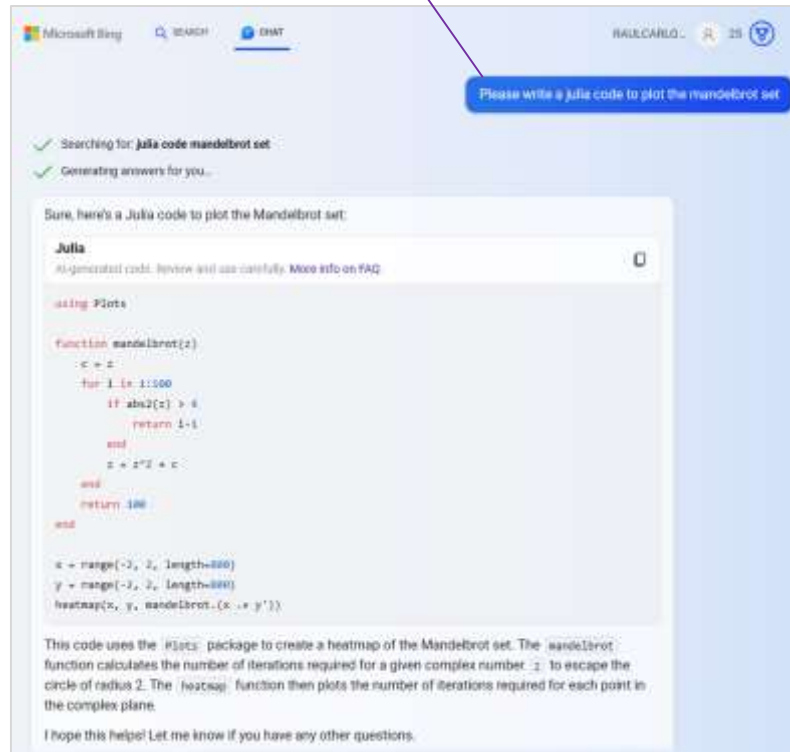 Microsoft Bing
SEARCH
CHAT
RAULCARLO...
25
Please write a julia code to plot the mandelbrot set
Searching for: julia code mandelbrot set
Generating answers for you...
Sure, here's a Julia code to plot the Mandelbrot set:
Julia
AI-generated code. Review and use carefully. More info on FAQ.
using Plots
function mandelbrot(z)
c = z
for i in 1:100
if abs2(z) > 4
return i-1
end
z = z^2 + c
end
return 100
end
x = range(-2, 2, length=800)
y = range(-2, 2, length=800)
heatmap(x, y, mandelbrot.(x .+ y'))
This code uses the Plots package to create a heatmap of the Mandelbrot set. The mandelbrot
function calculates the number of iterations required for a given complex number z to escape the
circle of radius 2. The heatmap function then plots the number of iterations required for each point in
the complex plane.
I hope this helps! Let me know if you have any other questions.